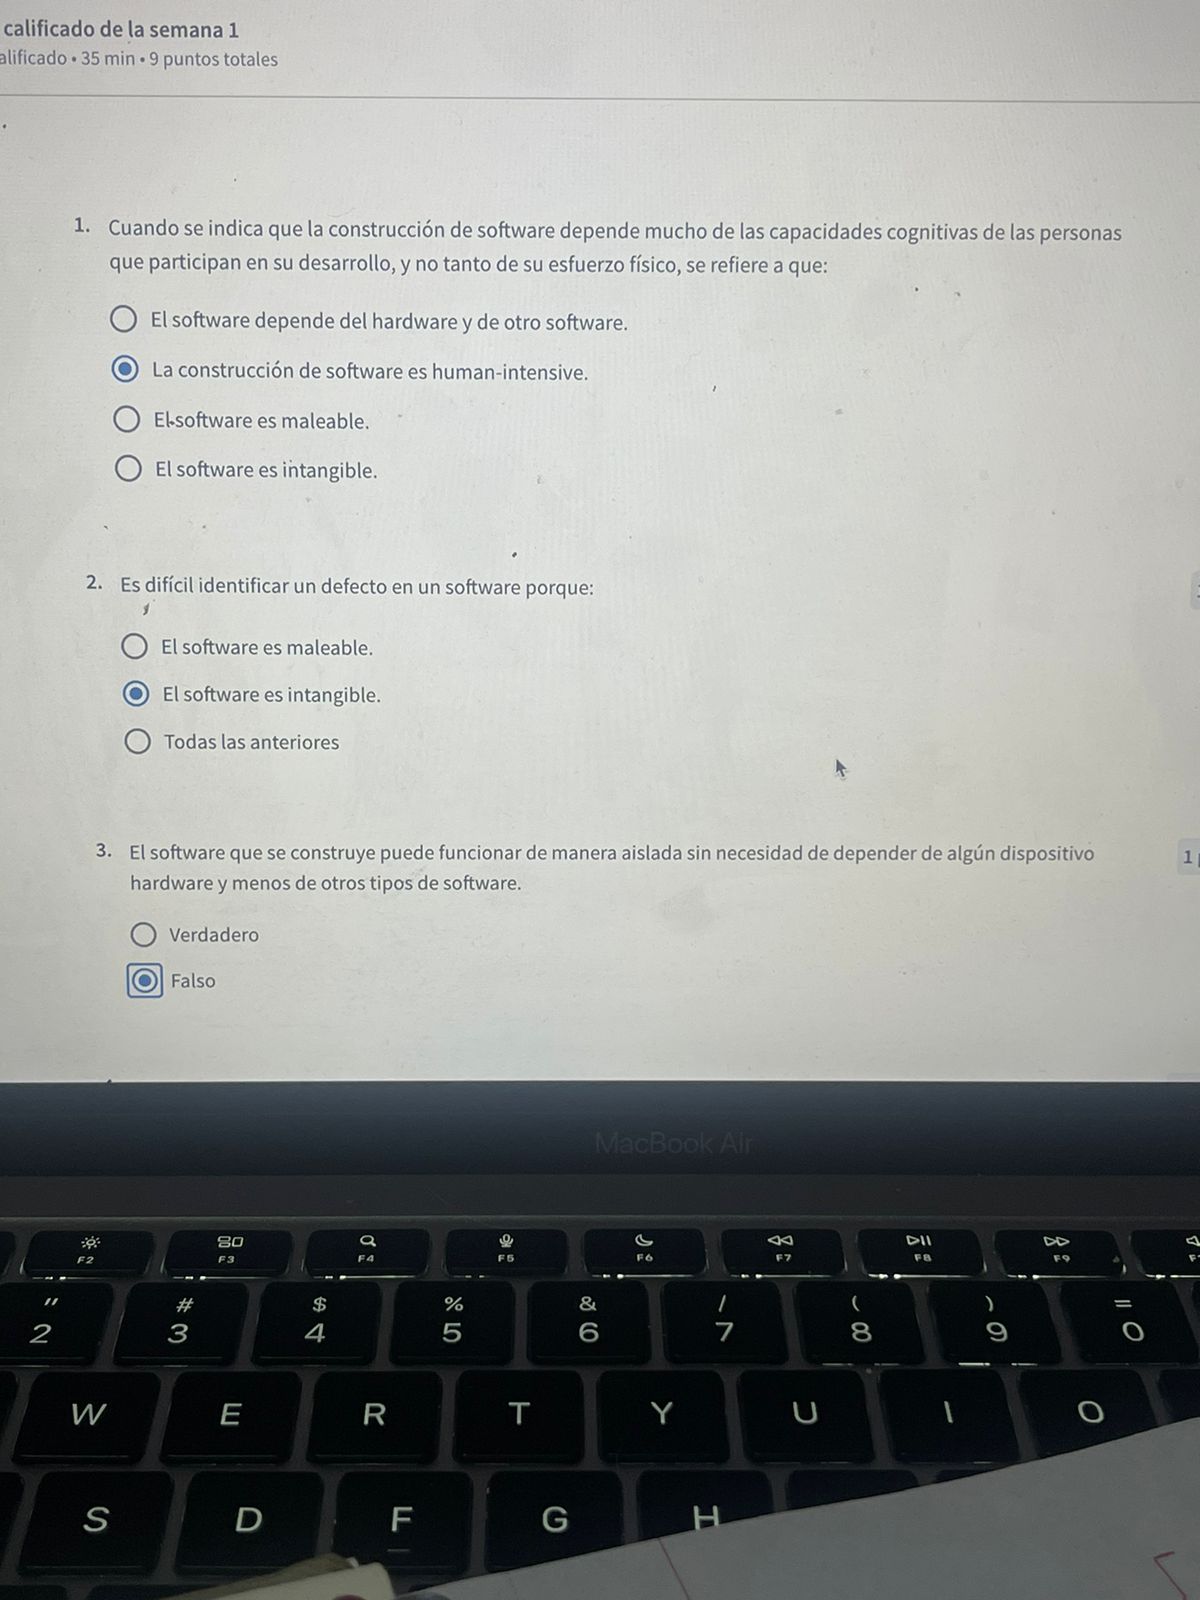 calificado de la semana 1
alificado • 35 min • 9 puntos totales
1. Cuando se indica que la construcción de software depende mucho de las capacidades cognitivas de las personas
que participan en su desarrollo, y no tanto de su esfuerzo físico, se refiere a que:
El software depende del hardware y de otro software.
La construcción de software es human-intensive.
El software es maleable.
El software es intangible.
2. Es difícil identificar un defecto en un software porque:
El software es maleable.
El software es intangible.
Todas las anteriores
3. El software que se construye puede funcionar de manera aislada sin necesidad de depender de algún dispositivo
1
hardware y menos de otros tipos de software.
Verdadero
Falso
MacBook Air
F2 F3 F4 F5 F6 F7 F8 F9
" # $ % & / ( ) =
2 3 4 5 6 7 8 9 0
W E R T Y U I O
S D F G H